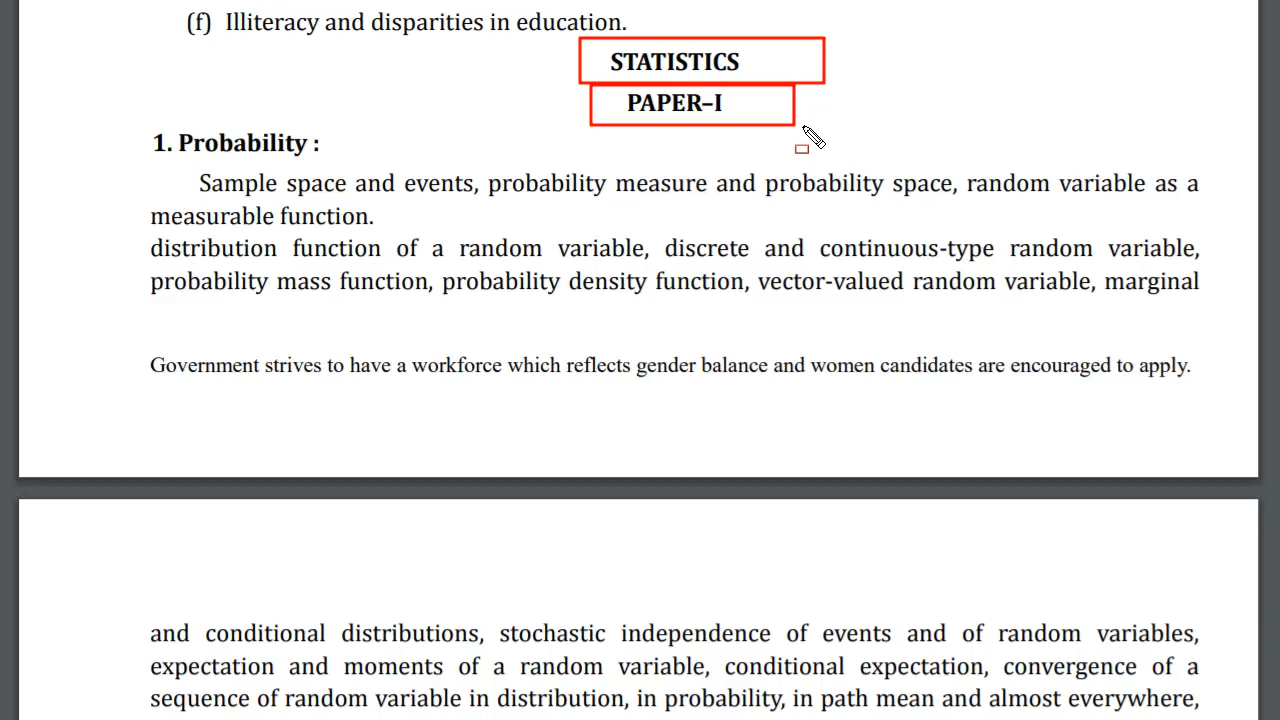 (f) Illiteracy and disparities in education.
STATISTICS
PAPER–I
1. Probability :
Sample space and events, probability measure and probability space, random variable as a
measurable function.
distribution function of a random variable, discrete and continuous-type random variable,
probability mass function, probability density function, vector-valued random variable, marginal
Government strives to have a workforce which reflects gender balance and women candidates are encouraged to apply.
and conditional distributions, stochastic independence of events and of random variables,
expectation and moments of a random variable, conditional expectation, convergence of a
sequence of random variable in distribution, in probability, in path mean and almost everywhere,